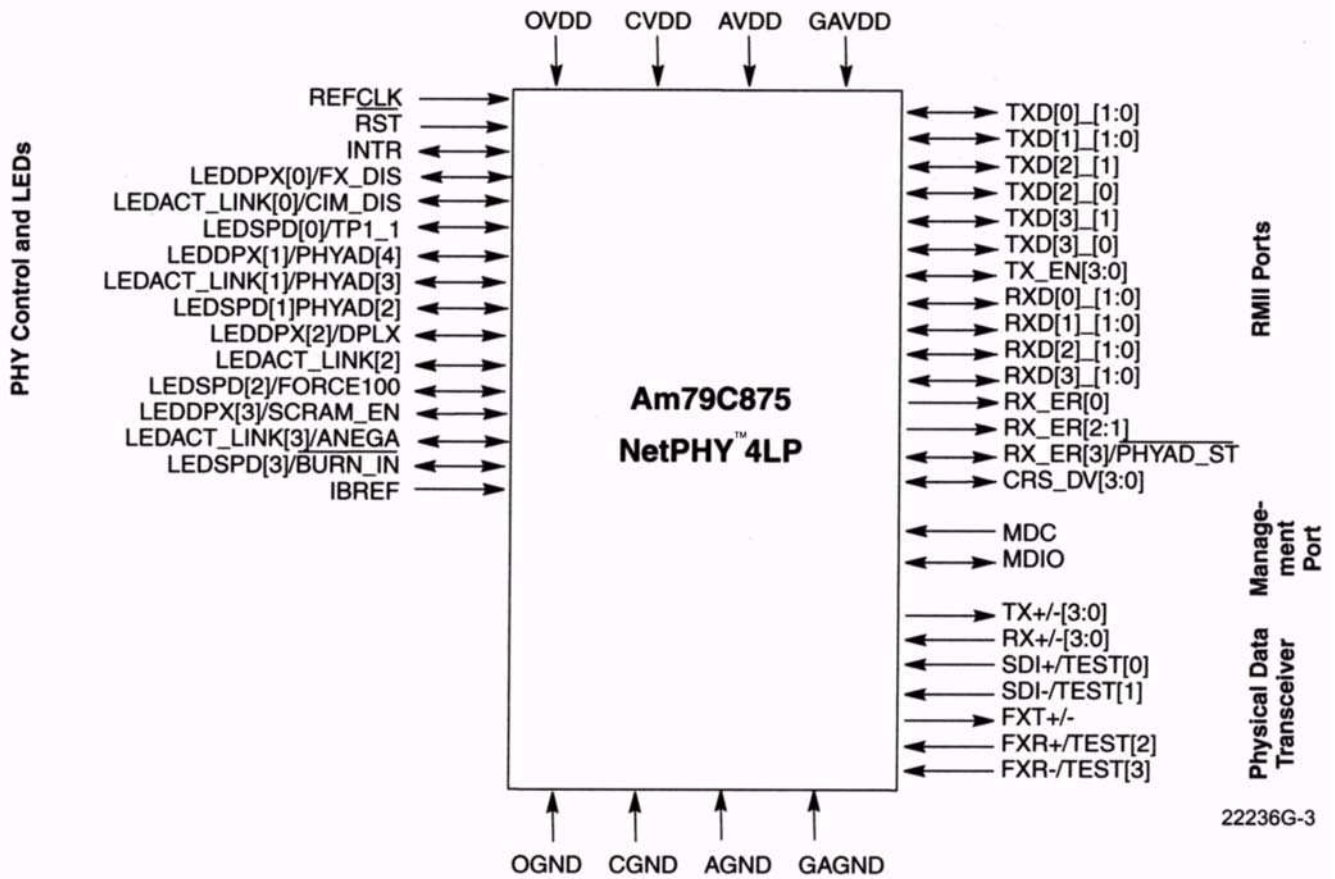 OVDD CVDD AVDD GAVDD
PHY Control and LEDs
REFCLK
RST
INTR
LEDDPX[0]/FX_DIS
LEDACT_LINK[0]/CIM_DIS
LEDSPD[0]/TP1_1
LEDDPX[1]/PHYAD[4]
LEDACT_LINK[1]/PHYAD[3]
LEDSPD[1]PHYAD[2]
LEDDPX[2]/DPLX
LEDACT_LINK[2]
LEDSPD[2]/FORCE100
LEDDPX[3]/SCRAM_EN
LEDACT_LINK[3]/ANEGA
LEDSPD[3]/BURN_IN
IBREF
Am79C875
NetPHY™4LP
TXD[0]_[1:0]
TXD[1]_[1:0]
TXD[2]_[1]
TXD[2]_[0]
TXD[3]_[1]
TXD[3]_[0]
TX_EN[3:0]
RXD[0]_[1:0]
RXD[1]_[1:0]
RXD[2]_[1:0]
RXD[3]_[1:0]
RX_ER[0]
RX_ER[2:1]
RX_ER[3]/PHYAD_ST
CRS_DV[3:0]
RMII Ports
MDC
MDIO
Manage-
ment
Port
TX+/-[3:0]
RX+/-[3:0]
SDI+/TEST[0]
SDI-/TEST[1]
FXT+/-
FXR+/TEST[2]
FXR-/TEST[3]
Physical Data
Transceiver
22236G-3
OGND CGND AGND GAGND